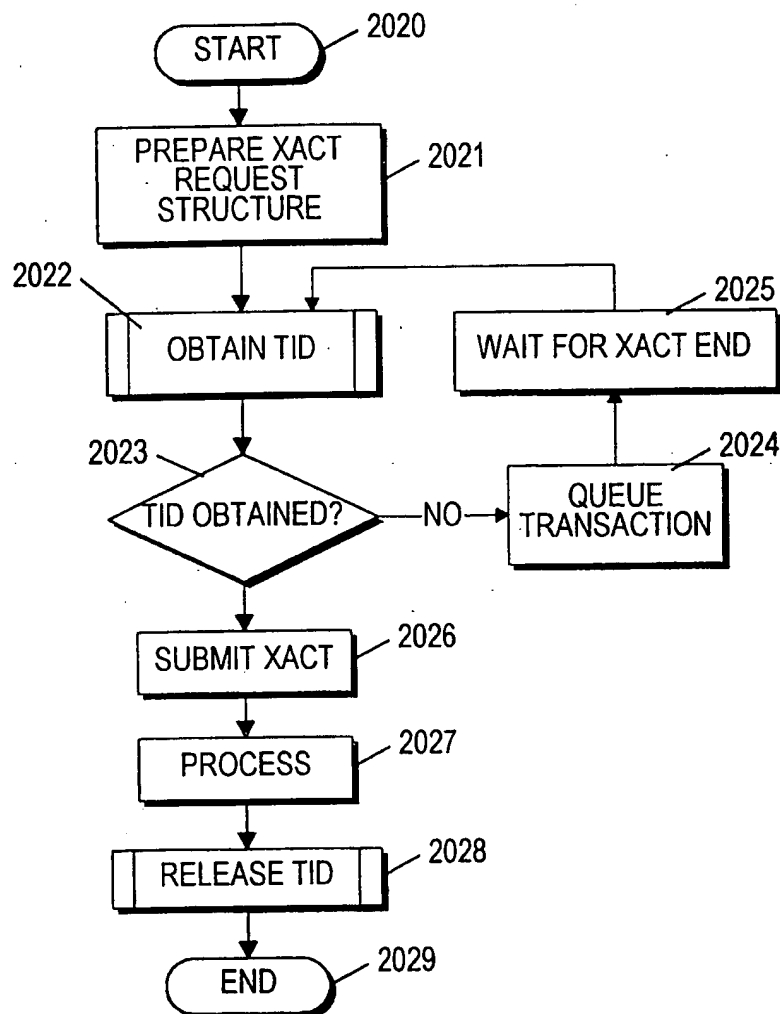 START
2020
PREPARE XACT
REQUEST
STRUCTURE
2021
2022
OBTAIN TID
2025
WAIT FOR XACT END
2023
TID OBTAINED?
NO
2024
QUEUE
TRANSACTION
SUBMIT XACT
2026
PROCESS
2027
RELEASE TID
2028
END
2029